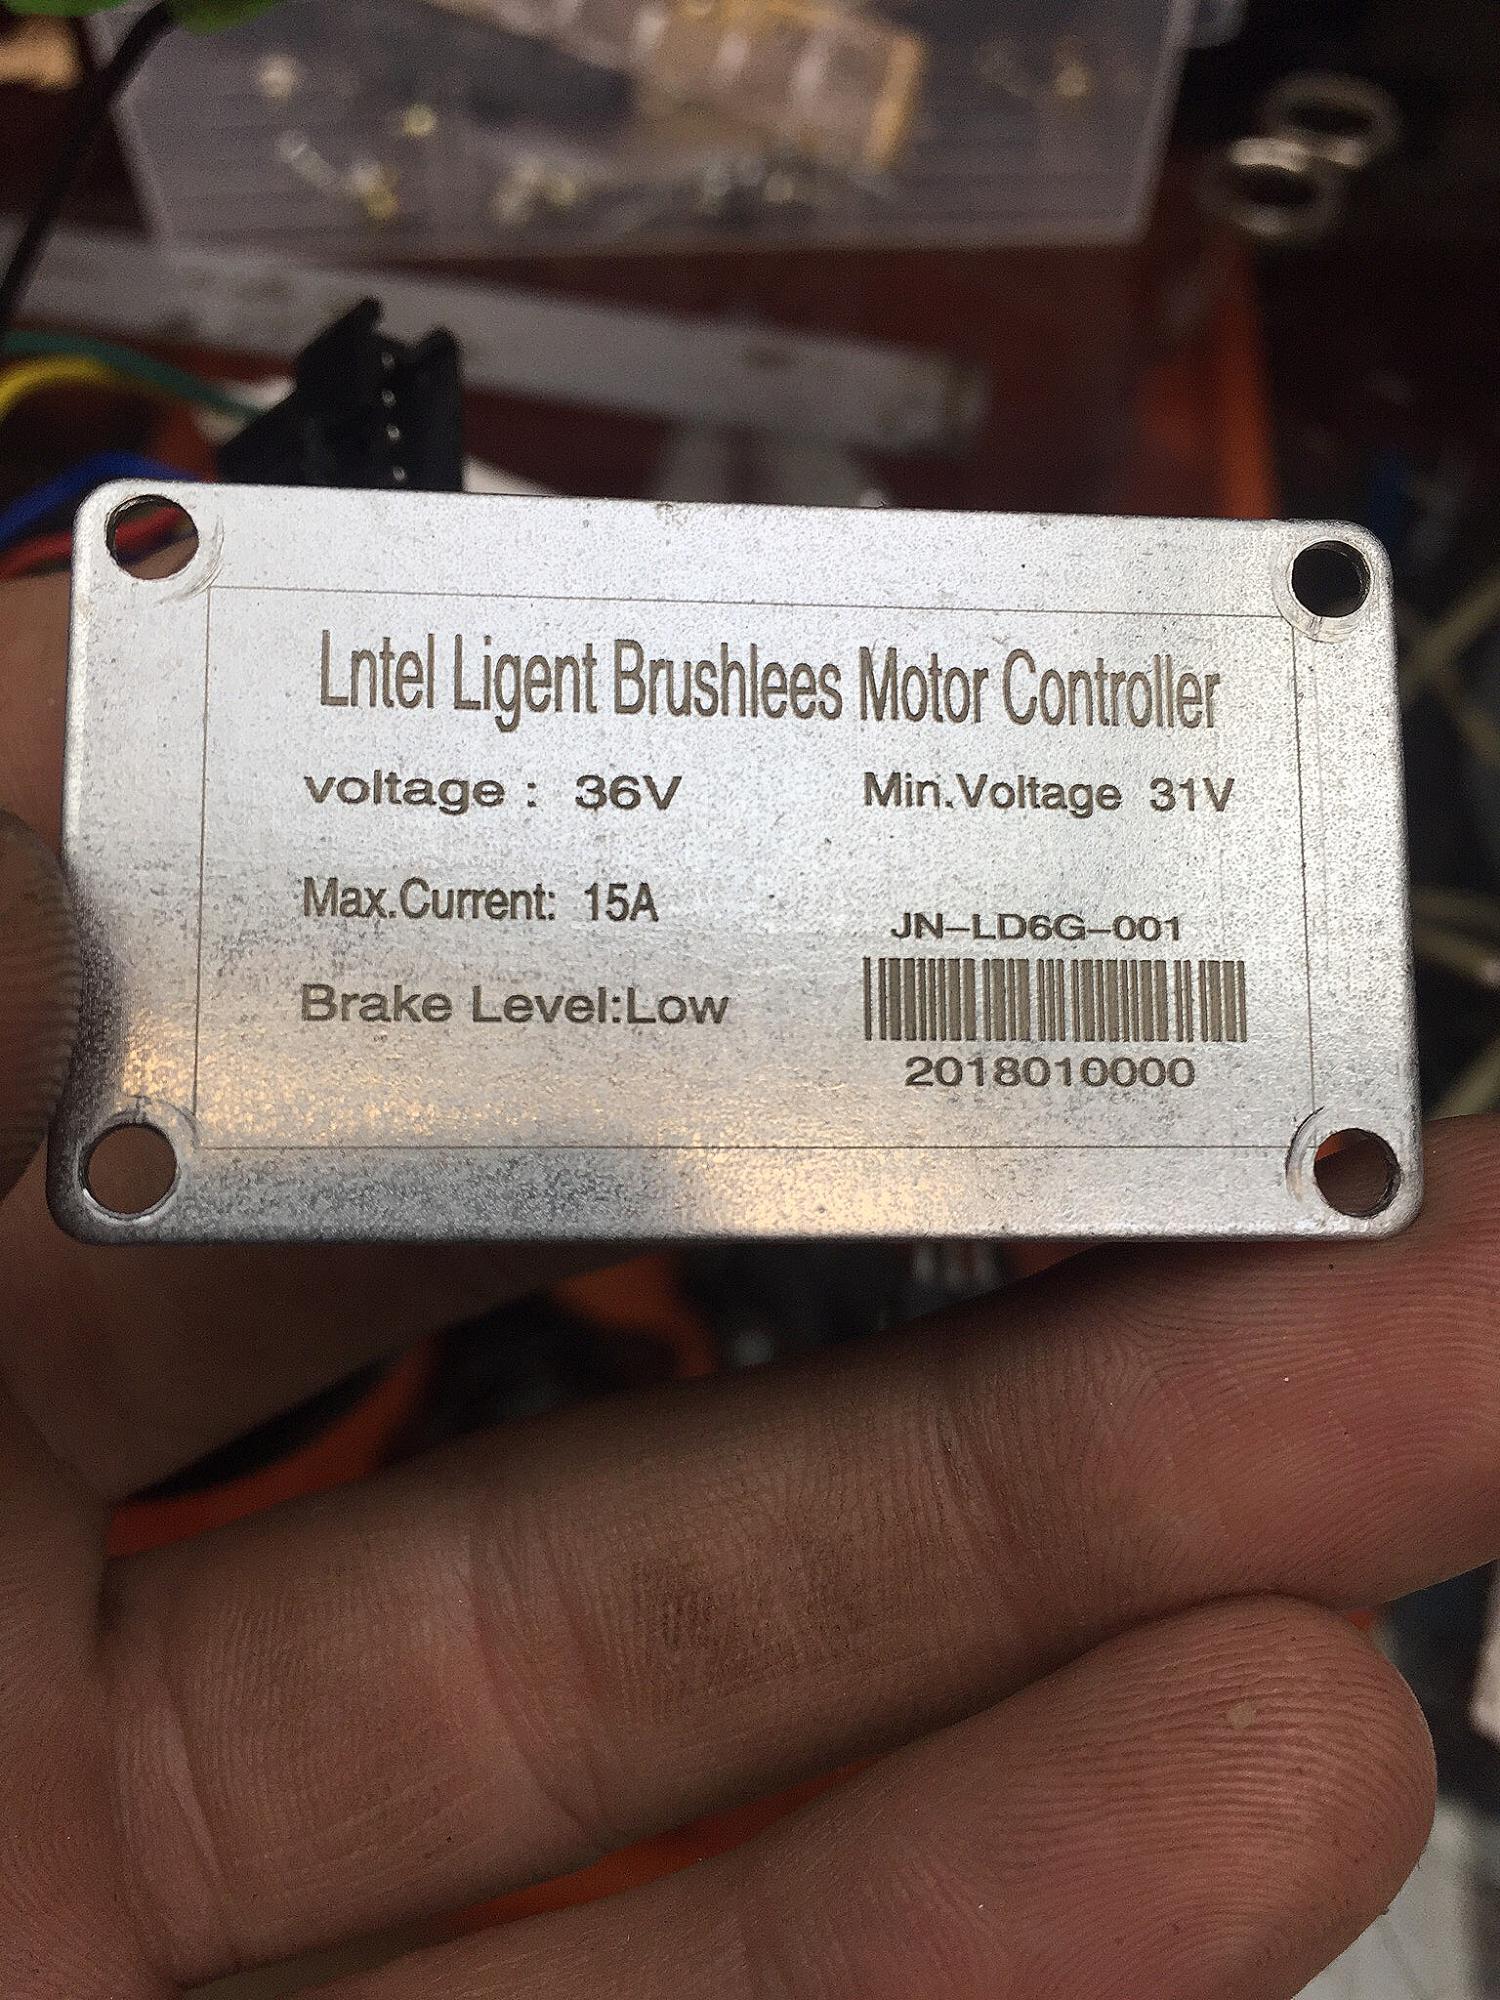 Lntel Ligent Brushlees Motor Controller
voltage : 36V
Min.Voltage 31V
Max.Current: 15A
Brake Level:Low
JN-LD6G-001
2018010000